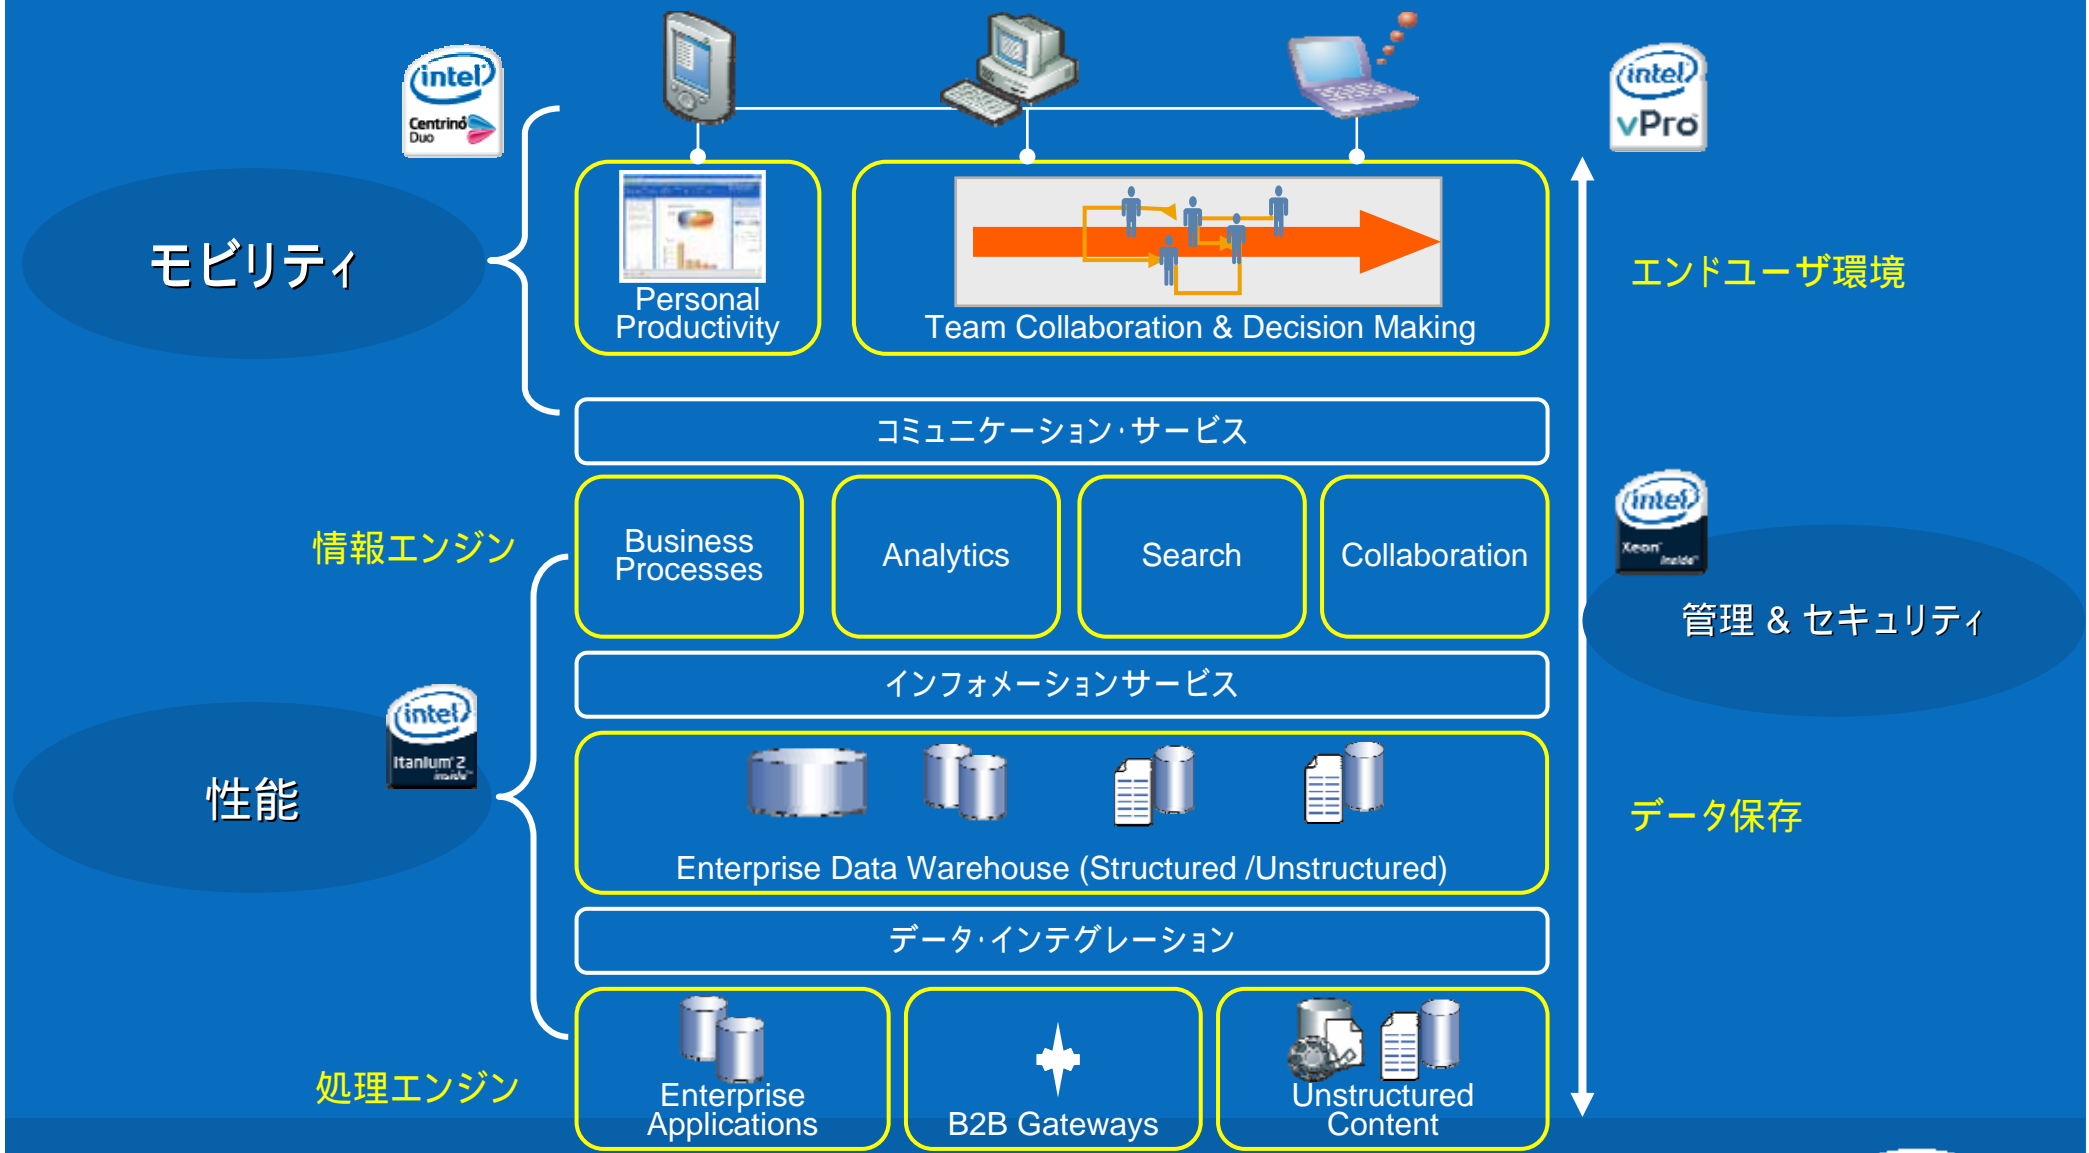 intel
Centrino
Duo
intel
vPro
モビリティ
Personal
Productivity
Team Collaboration & Decision Making
エンドユーザ環境
コミュニケーション・サービス
情報エンジン
Business
Processes
Analytics
Search
Collaboration
intel
Xeon
inside
管理 & セキュリティ
インフォメーションサービス
intel
Itanium 2
inside
性能
データ保存
Enterprise Data Warehouse (Structured /Unstructured)
データ・インテグレーション
処理エンジン
Enterprise
Applications
B2B Gateways
Unstructured
Content